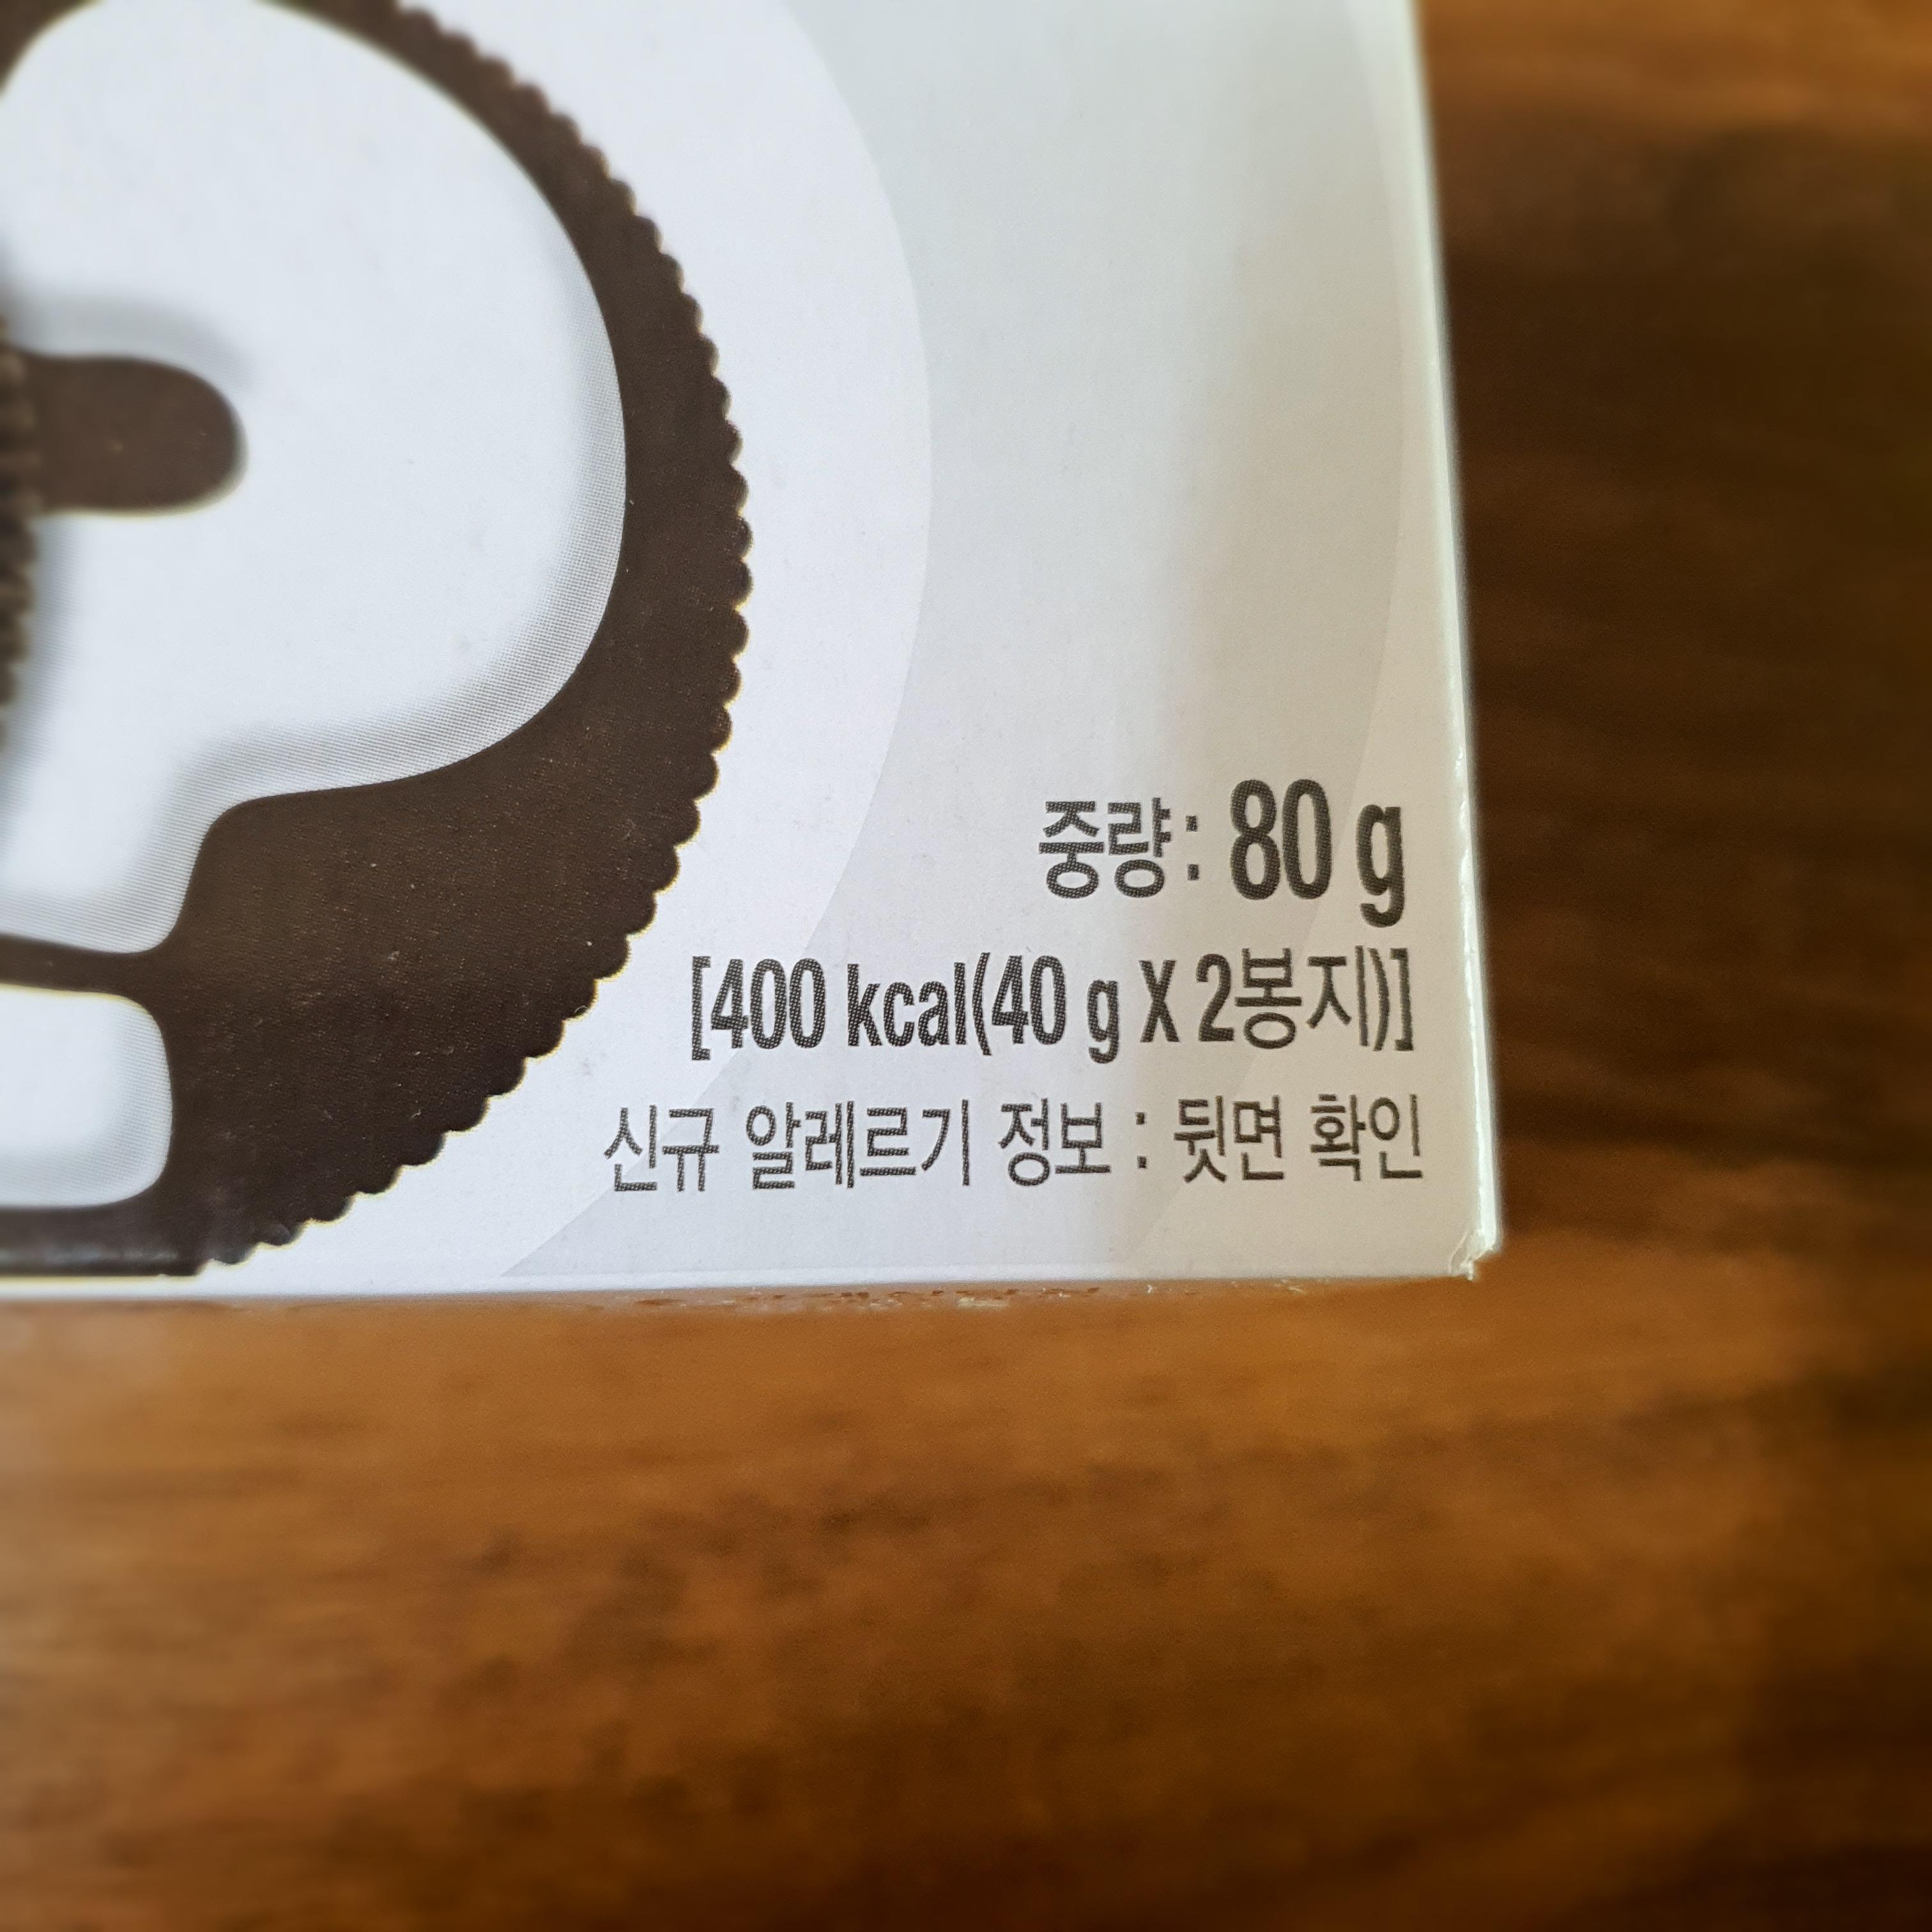 중량: 80 g
[400 kcal(40 g X 2봉지)]
신규 알레르기 정보 : 뒷면 확인